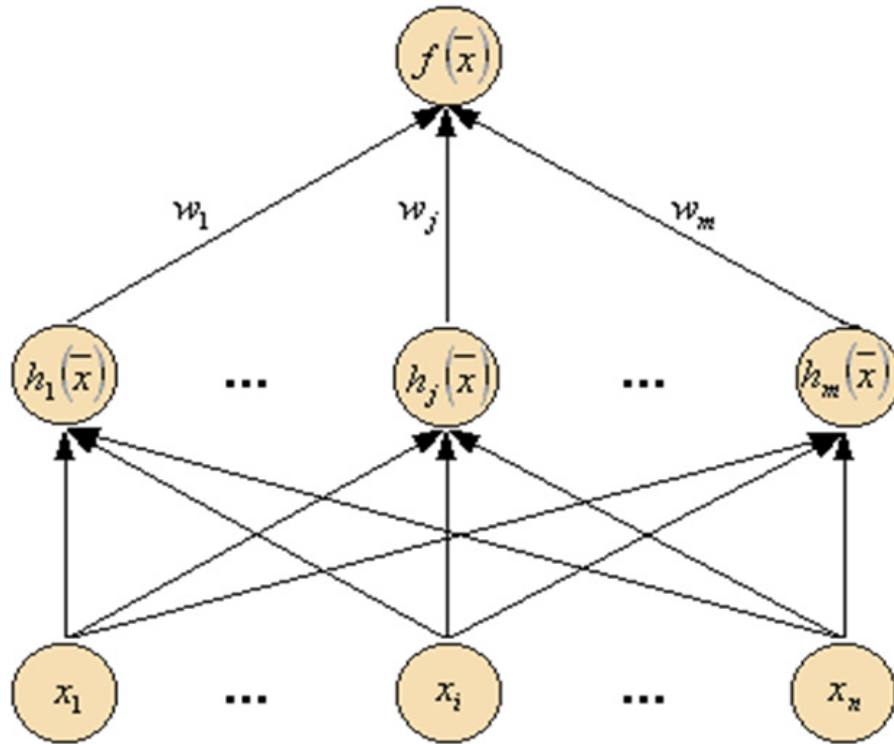 f(x̄)
w₁ wⱼ wₘ
h₁(x̄) ... hⱼ(x̄) ... hₘ(x̄)
x₁ ... xᵢ ... xₙ